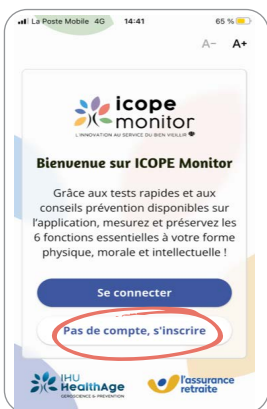 La Poste Mobile 4G 14:41 65 %
A- A+
icope
monitor
L'INNOVATION AU SERVICE DU BIEN VIEILLIR
Bienvenue sur ICOPE Monitor
Grâce aux tests rapides et aux
conseils prévention disponibles sur
l'application, mesurez et préservez les
6 fonctions essentielles à votre forme
physique, morale et intellectuelle !
Se connecter
Pas de compte, s'inscrire
IHU
HealthAge
GEROSCIENCE & PREVENTION
l'assurance
retraite